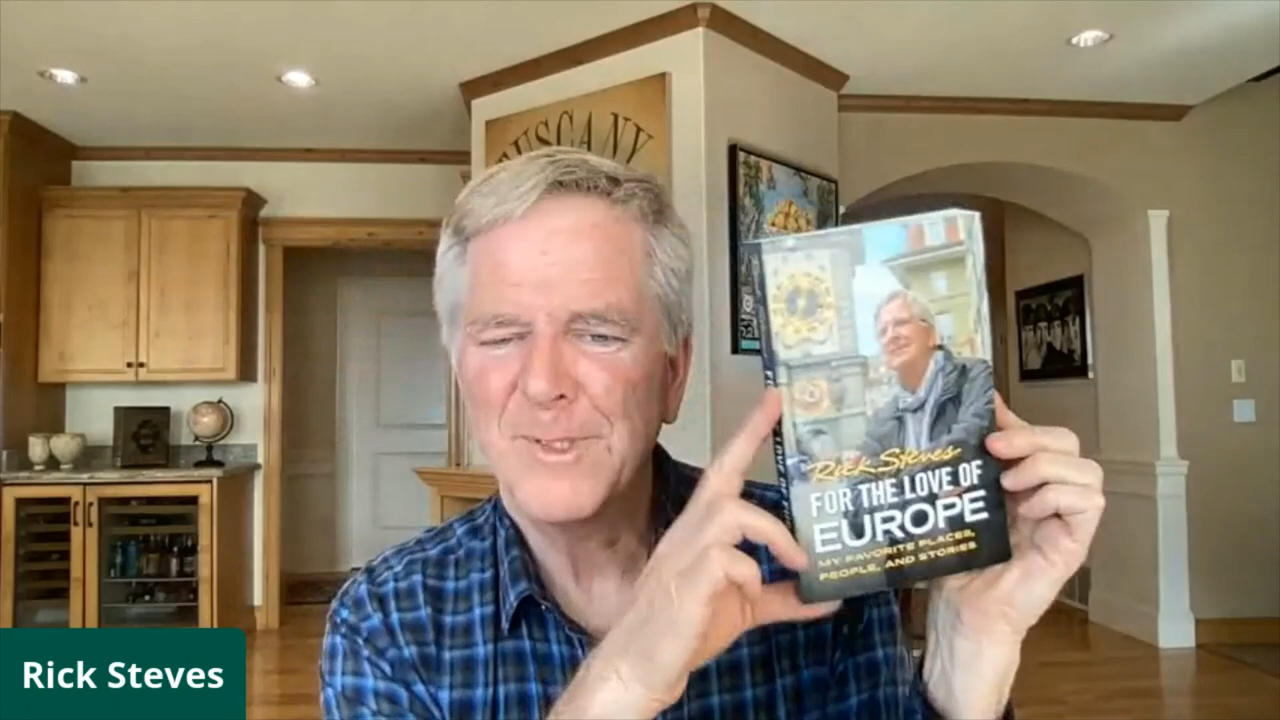 TUSCANY
Rick Steves
FOR THE LOVE OF
EUROPE
MY FAVORITE PLACES,
PEOPLE, AND STORIES
Rick Steves